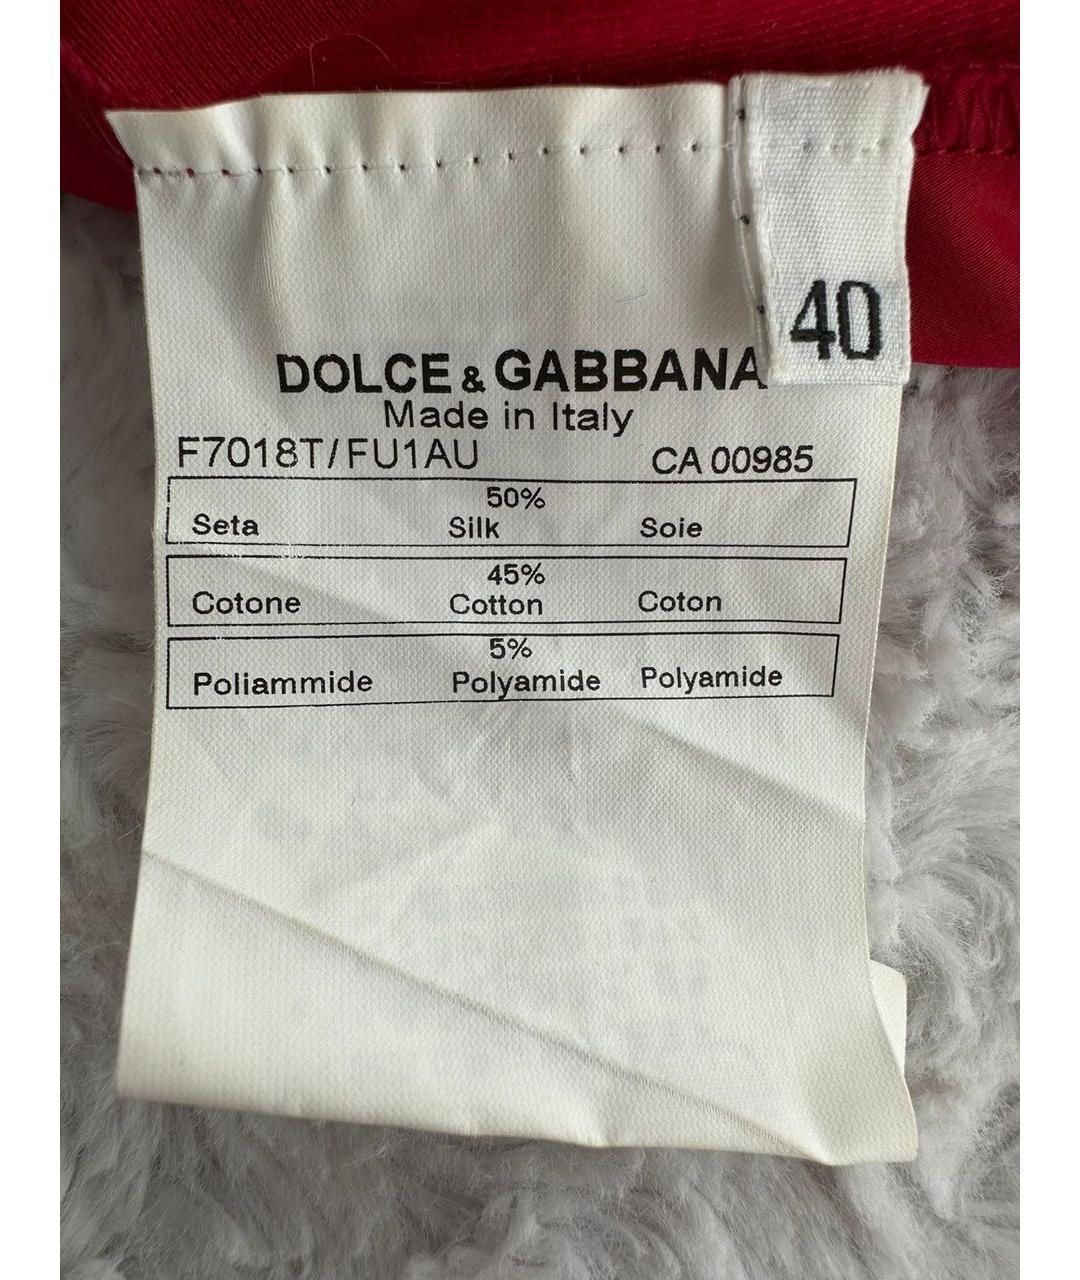 40
DOLCE & GABBANA
Made in Italy
F7018T/FU1AU CA 00985
50%
Seta Silk Soie
45%
Cotone Cotton Coton
5%
Poliammide Polyamide Polyamide